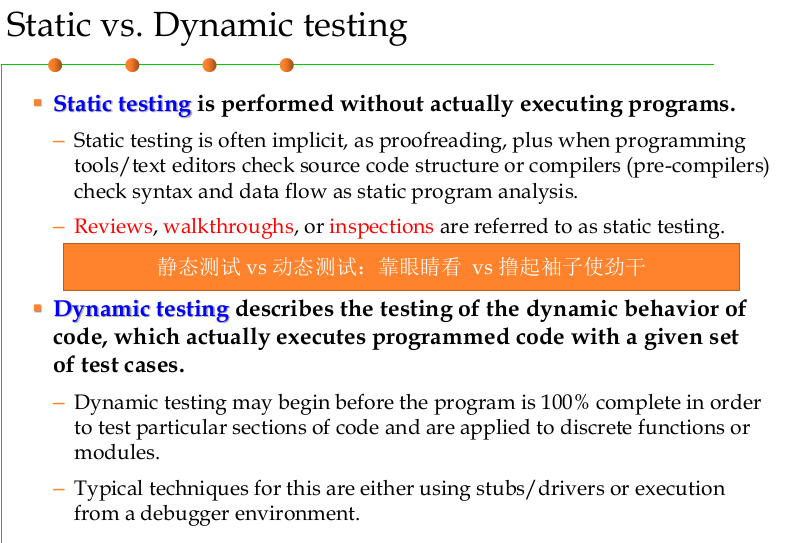 Static vs. Dynamic testing
Static testing is performed without actually executing programs.
– Static testing is often implicit, as proofreading, plus when programming
tools/text editors check source code structure or compilers (pre-compilers)
check syntax and data flow as static program analysis.
– Reviews, walkthroughs, or inspections are referred to as static testing.
静态测试 vs 动态测试：靠眼睛看 vs 撸起袖子使劲干
Dynamic testing describes the testing of the dynamic behavior of
code, which actually executes programmed code with a given set
of test cases.
– Dynamic testing may begin before the program is 100% complete in order
to test particular sections of code and are applied to discrete functions or
modules.
– Typical techniques for this are either using stubs/drivers or execution
from a debugger environment.